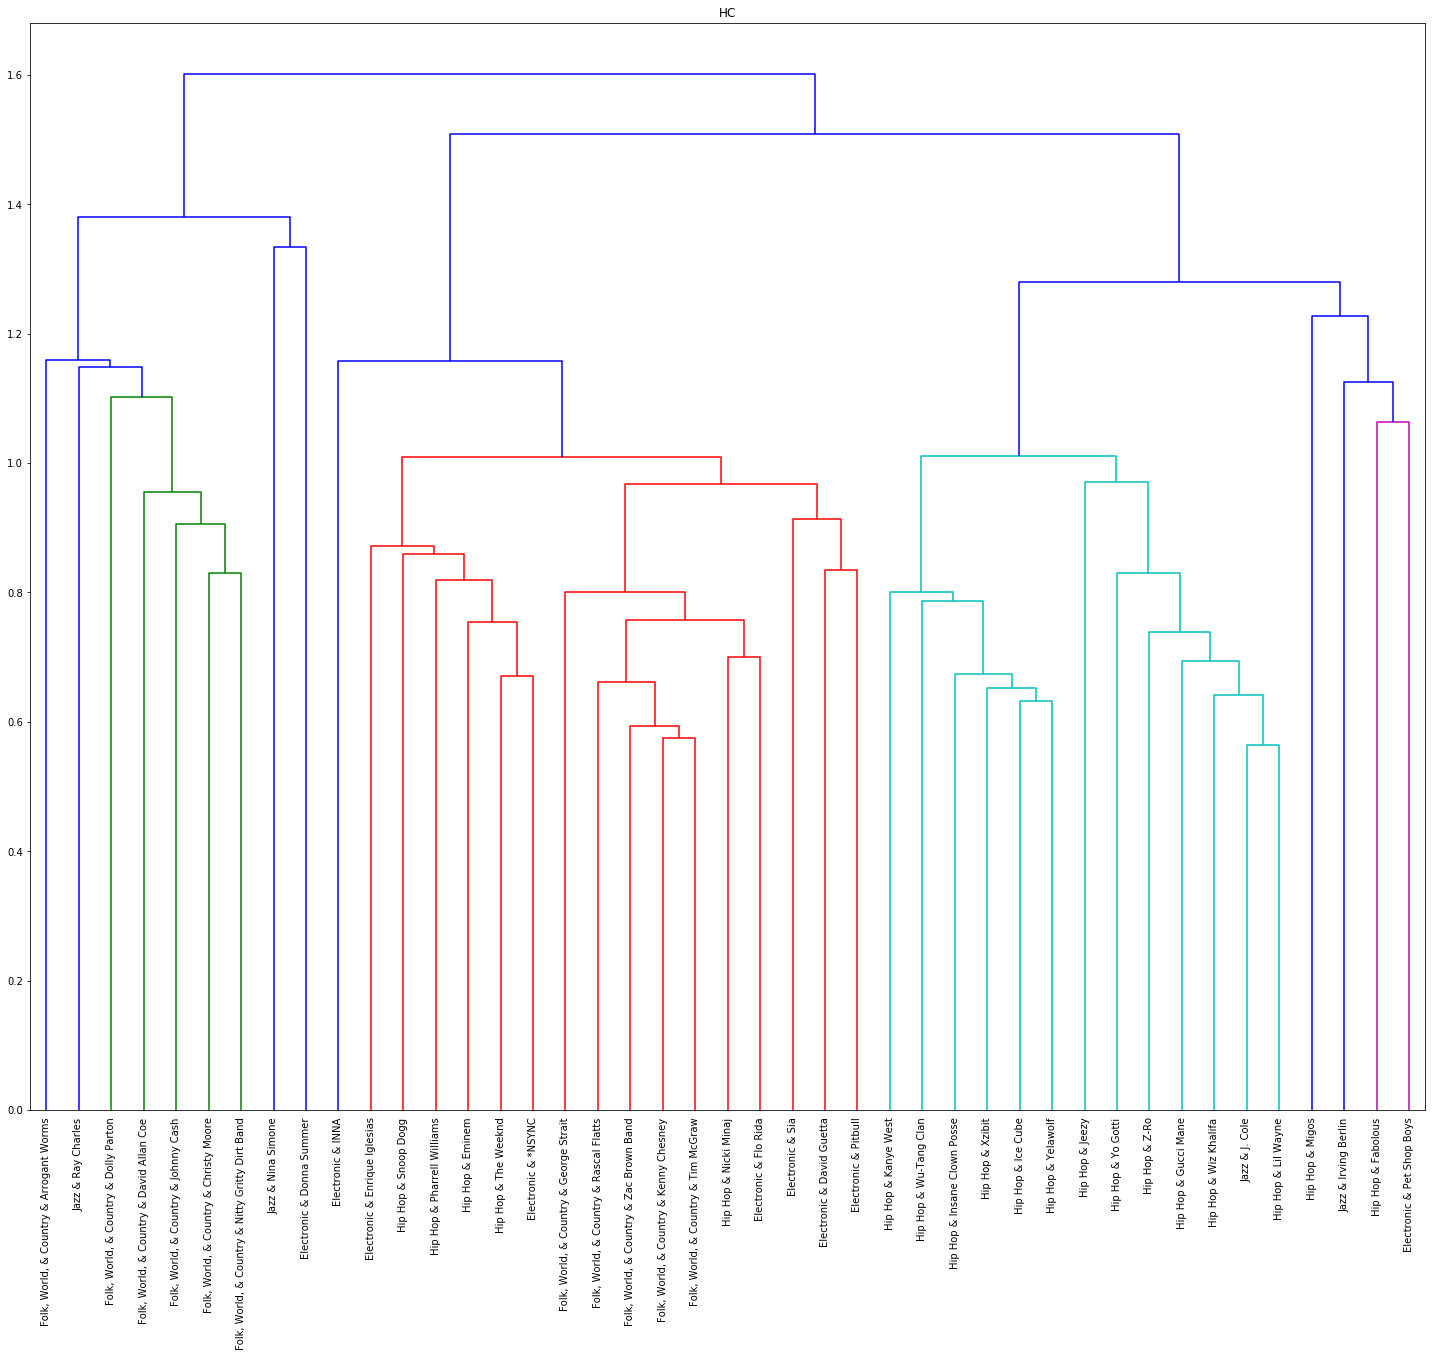 HC
1.6
1.4
1.2
1.0
0.8
0.6
0.4
0.2
0.0
Folk, World, & Country & Arrogant Worms
Jazz & Ray Charles
Folk, World, & Country & Dolly Parton
Folk, World, & Country & David Allan Coe
Folk, World, & Country & Johnny Cash
Folk, World, & Country & Christy Moore
Folk, World, & Country & Nitty Gritty Dirt Band
Jazz & Nina Simone
Electronic & Donna Summer
Electronic & INNA
Electronic & Enrique Iglesias
Hip Hop & Snoop Dogg
Hip Hop & Pharrell Williams
Hip Hop & Eminem
Hip Hop & The Weeknd
Electronic & *NSYNC
Folk, World, & Country & George Strait
Folk, World, & Country & Rascal Flatts
Folk, World, & Country & Zac Brown Band
Folk, World, & Country & Kenny Chesney
Folk, World, & Country & Tim McGraw
Hip Hop & Nicki Minaj
Electronic & Flo Rida
Electronic & Sia
Electronic & David Guetta
Electronic & Pitbull
Hip Hop & Kanye West
Hip Hop & Wu-Tang Clan
Hip Hop & Insane Clown Posse
Hip Hop & Xzibit
Hip Hop & Ice Cube
Hip Hop & Yelawolf
Hip Hop & Jeezy
Hip Hop & Yo Gotti
Hip Hop & Z-Ro
Hip Hop & Gucci Mane
Hip Hop & Wiz Khalifa
Jazz & J. Cole
Hip Hop & Lil Wayne
Hip Hop & Migos
Jazz & Irving Berlin
Hip Hop & Fabolous
Electronic & Pet Shop Boys